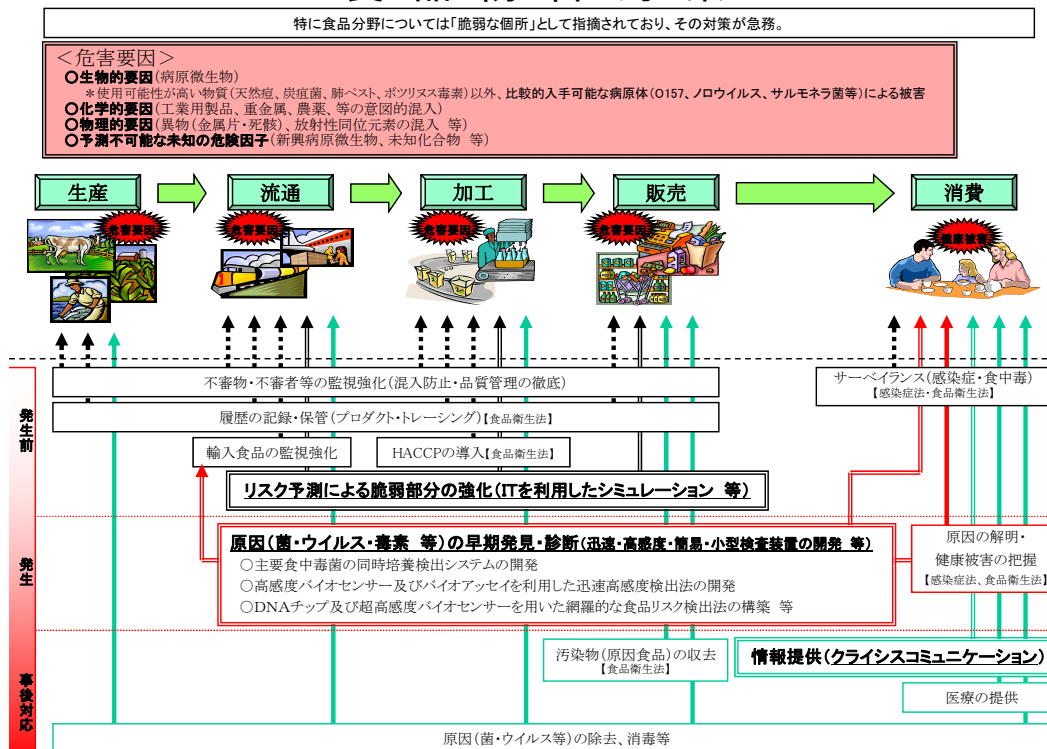 特に食品分野については「脆弱な個所」として指摘されており、その対策が急務。
＜危害要因＞
○生物的要因(病原微生物)
＊使用可能性が高い物質(天然痘、炭疽菌、肺ペスト、ボツリヌス毒素)以外、比較的入手可能な病原体(O157、ノロウイルス、サルモネラ菌等)による被害
○化学的要因(工業用製品、重金属、農薬、等の意図的混入)
○物理的要因(異物(金属片・死骸)、放射性同位元素の混入 等)
○予測不可能な未知の危険因子(新興病原微生物、未知化合物 等)
生産
流通
加工
販売
消費
危害要因
危害要因
危害要因
危害要因
健康被害
発生前
不審物・不審者等の監視強化(混入防止・品質管理の徹底)
サーベイランス(感染症・食中毒)
【感染症法・食品衛生法】
履歴の記録・保管(プロダクト・トレーシング)【食品衛生法】
輸入食品の監視強化
HACCPの導入【食品衛生法】
リスク予測による脆弱部分の強化(ITを利用したシミュレーション 等)
発生
原因(菌・ウイルス・毒素 等)の早期発見・診断(迅速・高感度・簡易・小型検査装置の開発 等)
○主要食中毒菌の同時培養検出システムの開発
○高感度バイオセンサー及びバイオアッセイを利用した迅速高感度検出法の開発
○DNAチップ及び超高感度バイオセンサーを用いた網羅的な食品リスク検出法の構築 等
原因の解明・
健康被害の把握
【感染症法、食品衛生法】
事後対応
汚染物(原因食品)の収去
【食品衛生法】
情報提供(クライシスコミュニケーション)
医療の提供
原因(菌・ウイルス等)の除去、消毒等